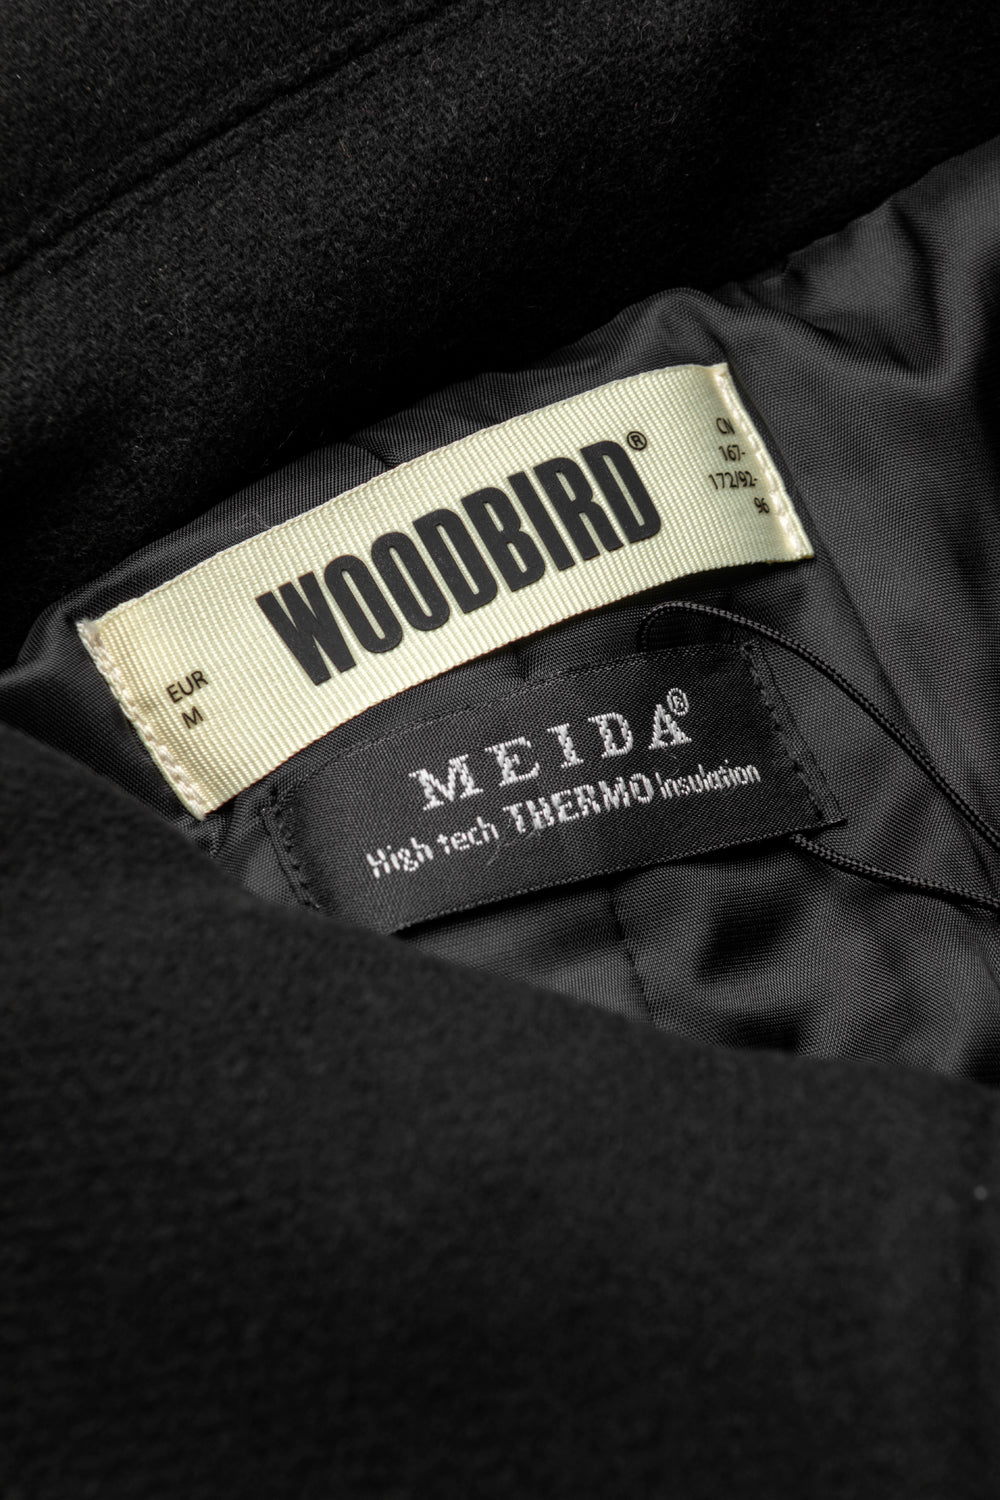 WOODBIRD®
EUR
M
CN
167-
172/92-
96
MEIDA®
High tech THERMO Insulation